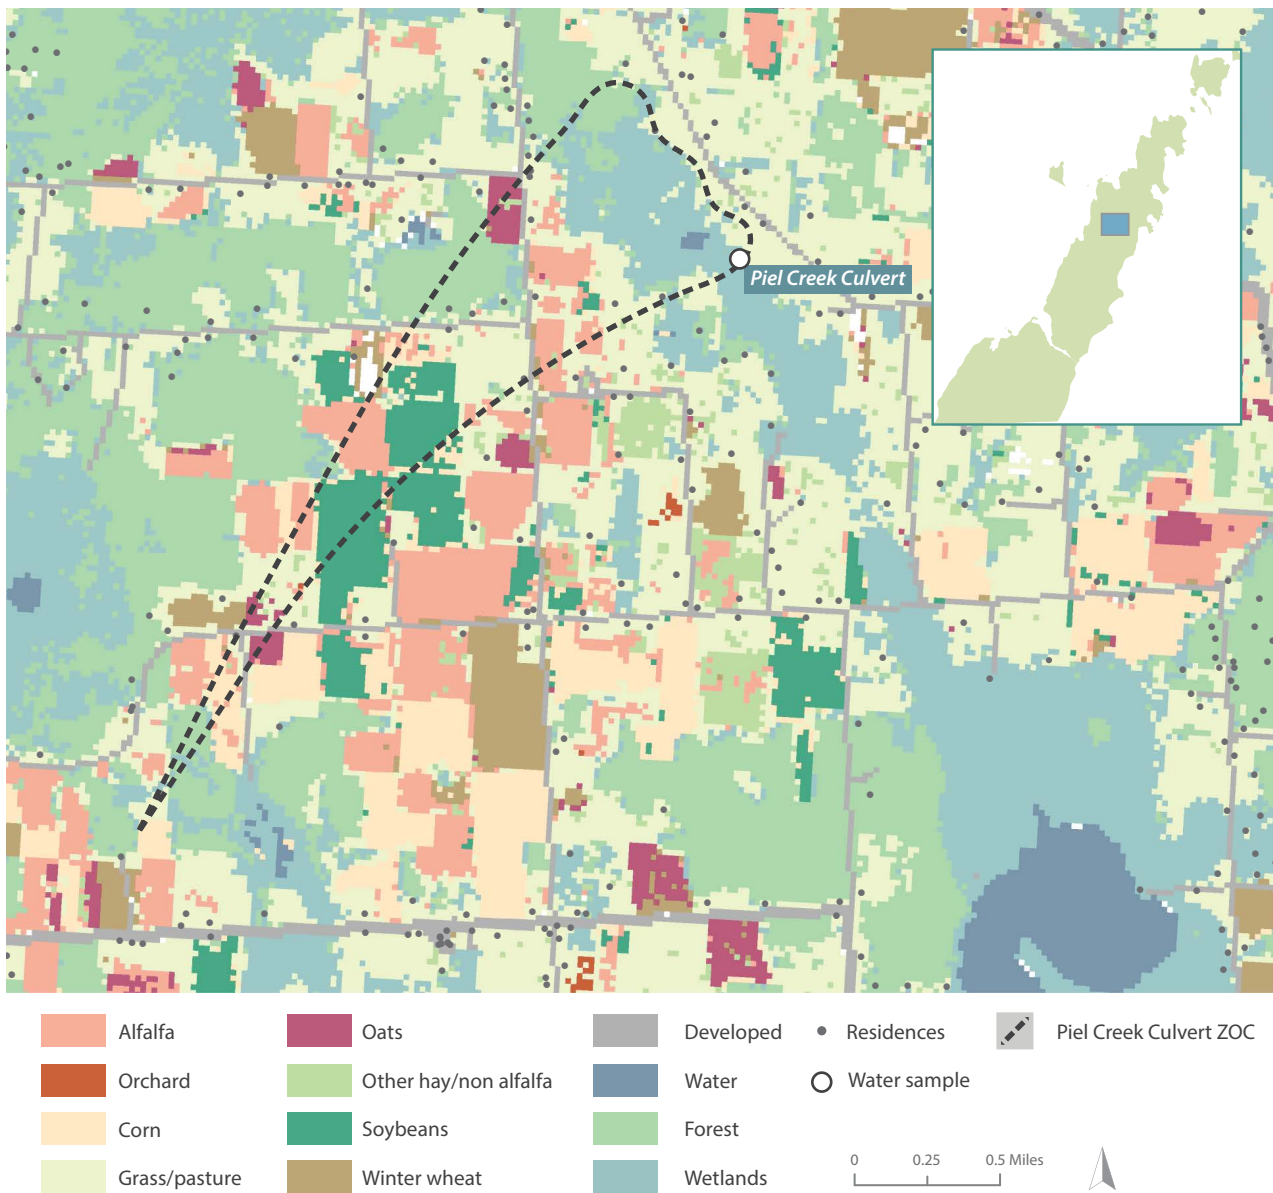 Piel Creek Culvert
Alfalfa
Oats
Developed
Residences
Piel Creek Culvert ZOC
Orchard
Other hay/non alfalfa
Water
Water sample
Corn
Soybeans
Forest
Grass/pasture
Winter wheat
Wetlands
0 0.25 0.5 Miles